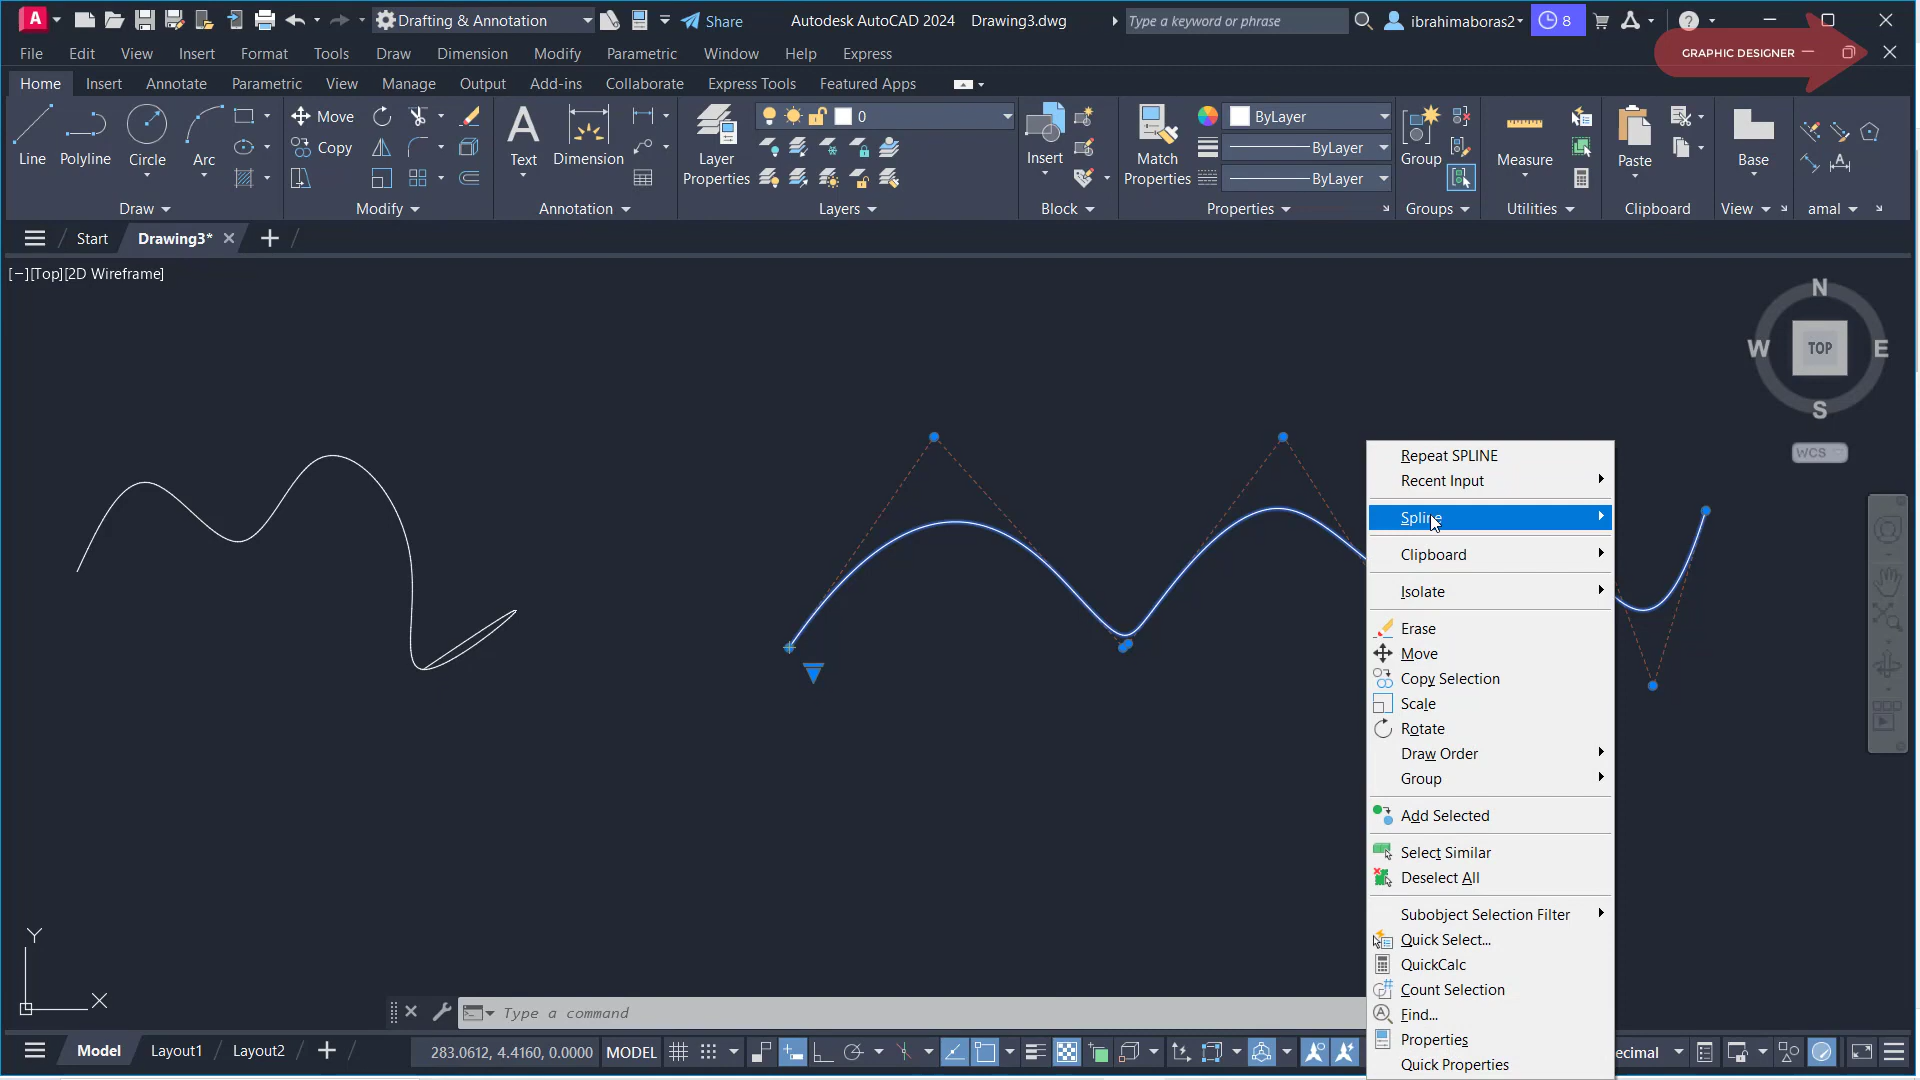 A Drafting & Annotation Share Autodesk AutoCAD 2024 Drawing3.dwg Type a keyword or phrase ibrahimaboras2 8 ?
GRAPHIC DESIGNER
File Edit View Insert Format Tools Draw Dimension Modify Parametric Window Help Express
Home Insert Annotate Parametric View Manage Output Add-ins Collaborate Express Tools Featured Apps
Move 0 ByLayer
Copy ByLayer
Line Polyline Circle Arc Text Dimension Layer Properties Insert Match Properties Group Measure Paste Base
ByLayer
Draw Modify Annotation Layers Block Properties Groups Utilities Clipboard View amal
Start Drawing3*
[−][Top][2D Wireframe]
N
W TOP E
S
WCS
Repeat SPLINE
Recent Input
Spline
Clipboard
Isolate
Erase
Move
Copy Selection
Scale
Rotate
Draw Order
Group
Add Selected
Select Similar
Deselect All
Subobject Selection Filter
Quick Select...
QuickCalc
Count Selection
Find...
Properties
Quick Properties
Y
X
Type a command
Model Layout1 Layout2 283.0612, 4.4160, 0.0000 MODEL ecimal